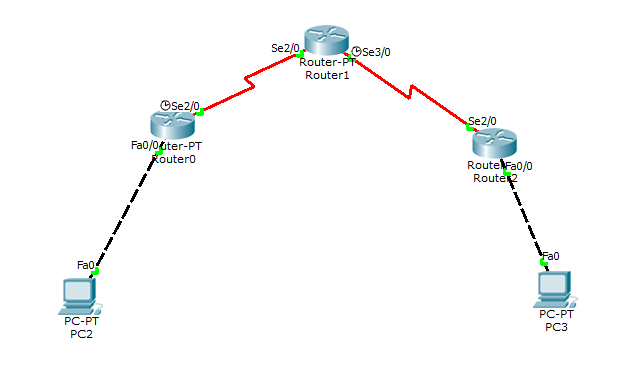 Se2/0
Se3/0
Router-PT
Router1
Se2/0
Fa0/0
uter-PT
Router0
Se2/0
Fa0/0
Fa0
PC-PT
PC2
Fa0
PC-PT
PC3